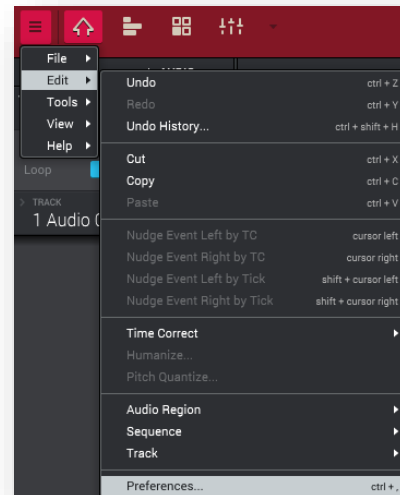 File
Edit
Tools
View
Help
Loop
TRACK
1 Audio
Undo ctrl + Z
Redo ctrl + Y
Undo History... ctrl + shift + H
Cut ctrl + X
Copy ctrl + C
Paste ctrl + V
Nudge Event Left by TC cursor left
Nudge Event Right by TC cursor right
Nudge Event Left by Tick shift + cursor left
Nudge Event Right by Tick shift + cursor right
Time Correct
Humanize...
Pitch Quantize...
Audio Region
Sequence
Track
Preferences... ctrl + ,